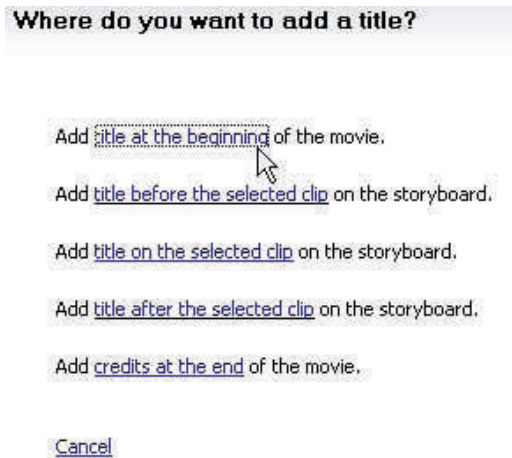 Where do you want to add a title?
Add title at the beginning of the movie.
Add title before the selected clip on the storyboard.
Add title on the selected clip on the storyboard.
Add title after the selected clip on the storyboard.
Add credits at the end of the movie.
Cancel